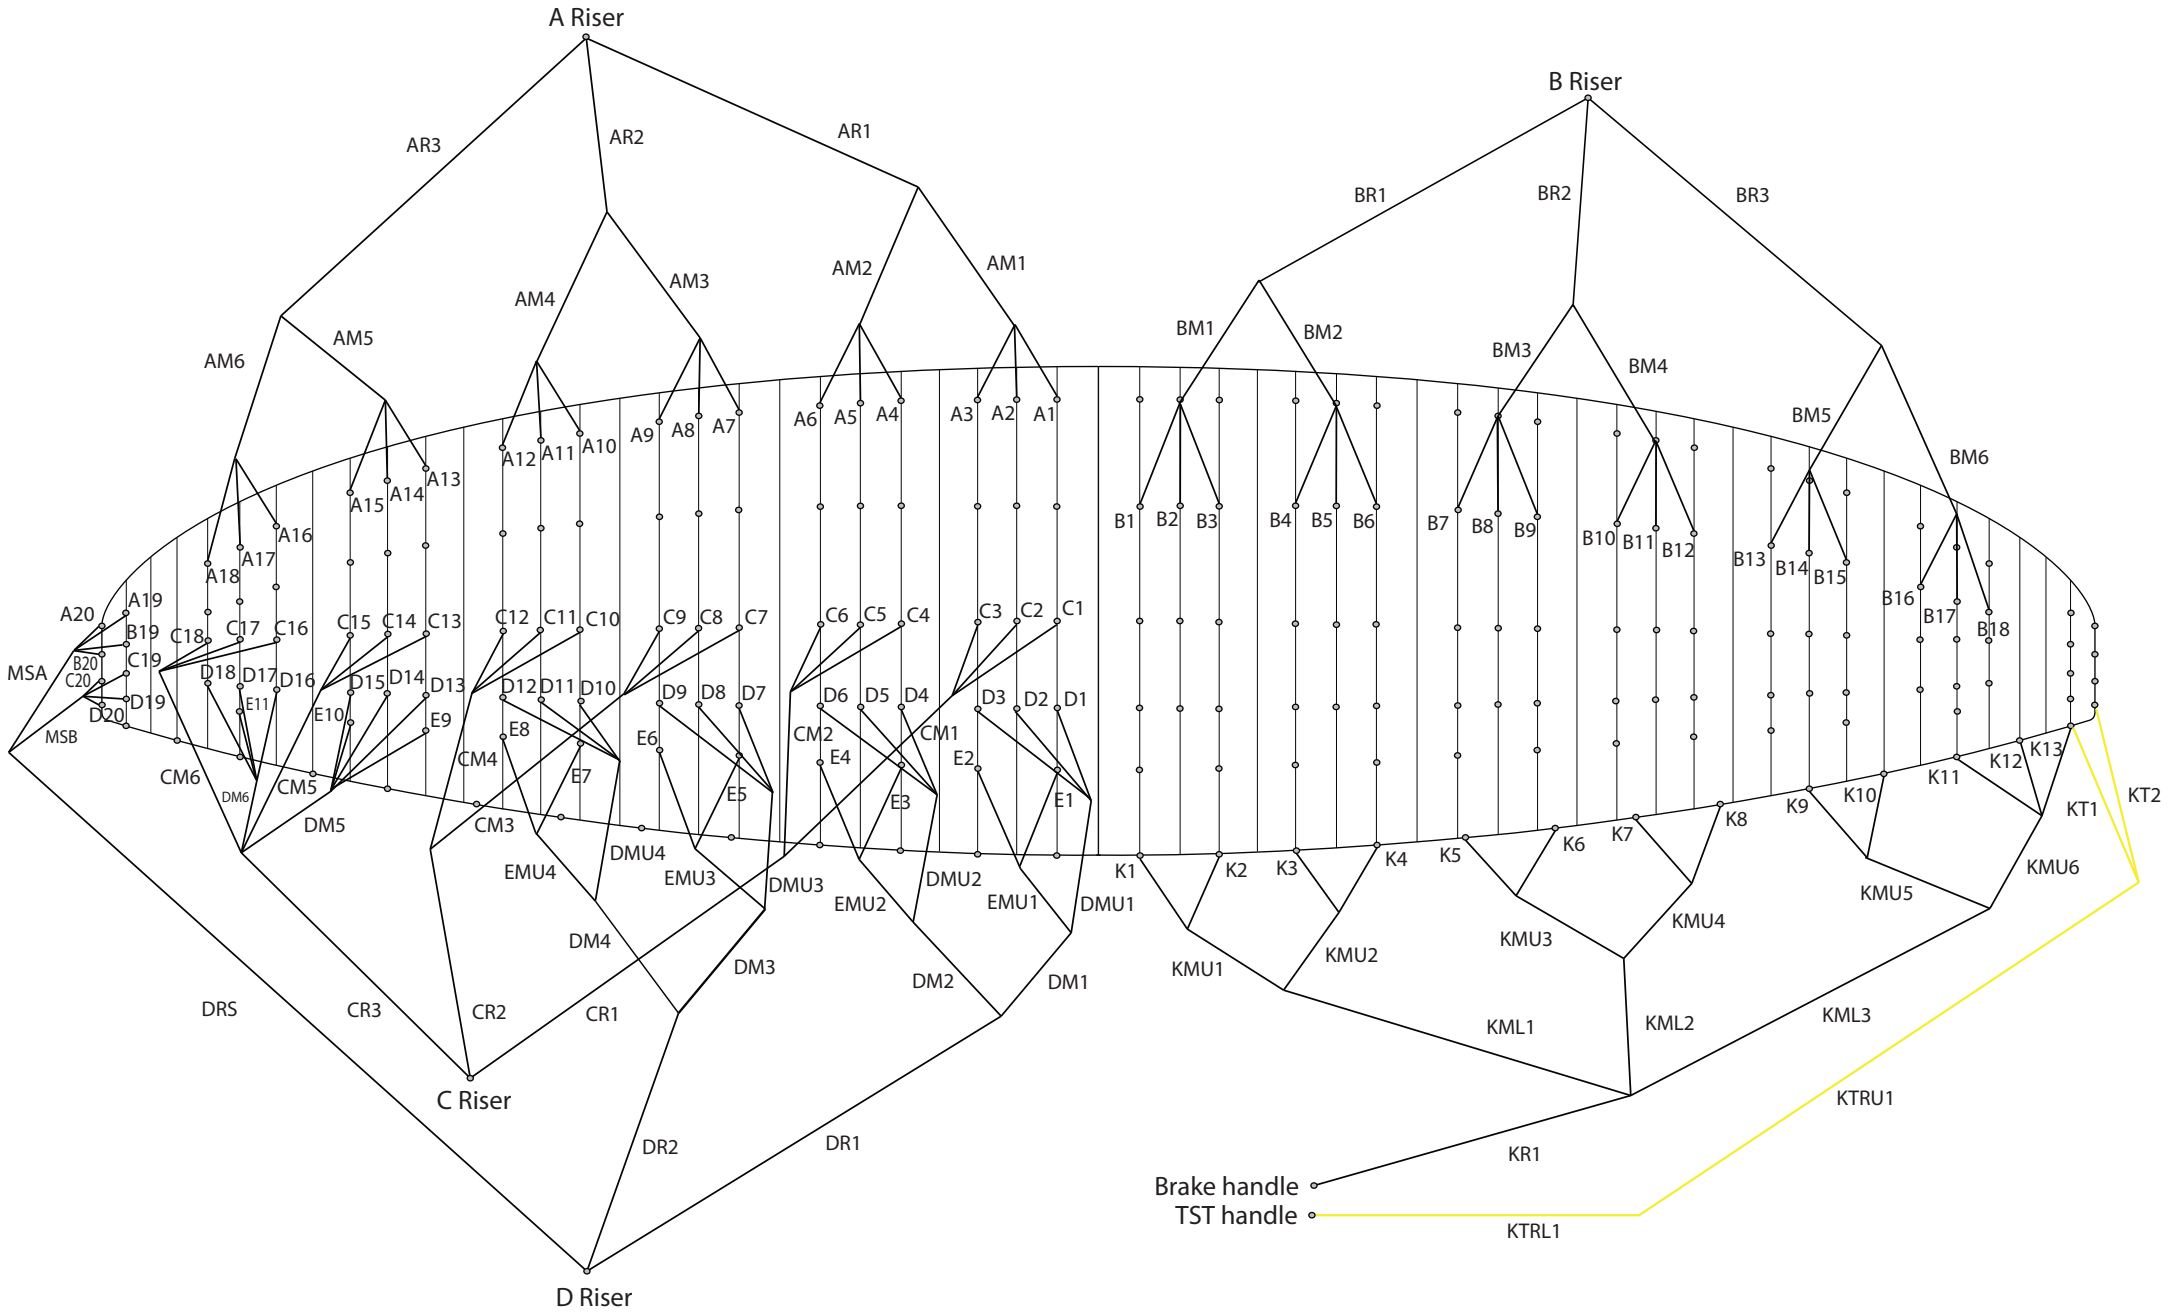 A Riser
B Riser
AR3
AR2
AR1
BR1
BR2
BR3
AM6
AM5
AM4
AM3
AM2
AM1
BM1
BM2
BM3
BM4
BM5
BM6
A20
A19
A18
A17
A16
A15
A14
A13
A12
A11
A10
A9
A8
A7
A6
A5
A4
A3
A2
A1
B1
B2
B3
B4
B5
B6
B7
B8
B9
B10
B11
B12
B13
B14
B15
B16
B17
B18
B19
B20
C20
C19
C18
C17
C16
C15
C14
C13
C12
C11
C10
C9
C8
C7
C6
C5
C4
C3
C2
C1
D20
D19
D18
D17
D16
D15
D14
D13
D12
D11
D10
D9
D8
D7
D6
D5
D4
D3
D2
D1
E11
E10
E9
E8
E7
E6
E5
E4
E3
E2
E1
MSA
MSB
CM6
DM6
CM5
DM5
CM4
CM3
CM2
CM1
EMU4
DMU4
EMU3
DMU3
EMU2
DMU2
EMU1
DMU1
DM4
DM3
DM2
DM1
DRS
CR3
CR2
CR1
C Riser
DR2
DR1
D Riser
K1
K2
K3
K4
K5
K6
K7
K8
K9
K10
K11
K12
K13
KT1
KT2
KMU1
KMU2
KMU3
KMU4
KMU5
KMU6
KML1
KML2
KML3
KTRU1
KR1
Brake handle
TST handle
KTRL1